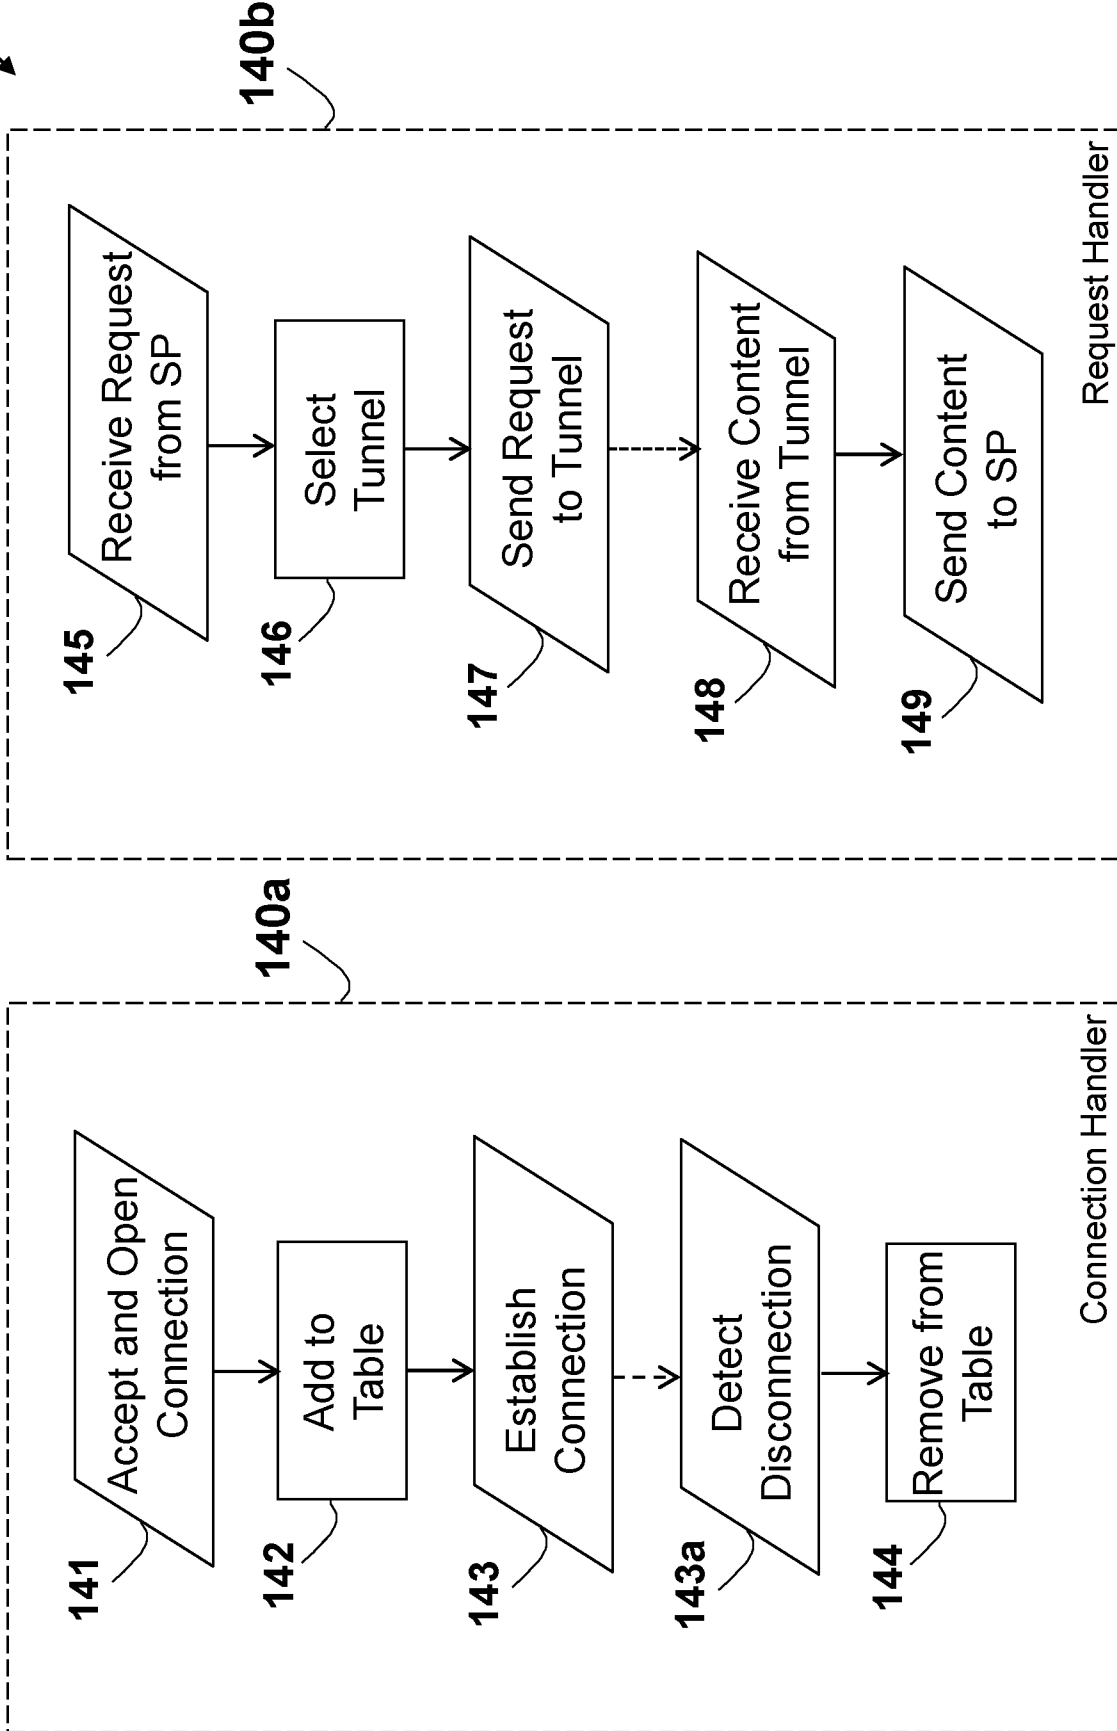 140a
141
Accept and Open
Connection
142
Add to
Table
143
Establish
Connection
143a
Detect
Disconnection
144
Remove from
Table
Connection Handler
140b
145
Receive Request
from SP
146
Select
Tunnel
147
Send Request
to Tunnel
148
Receive Content
from Tunnel
149
Send Content
to SP
Request Handler